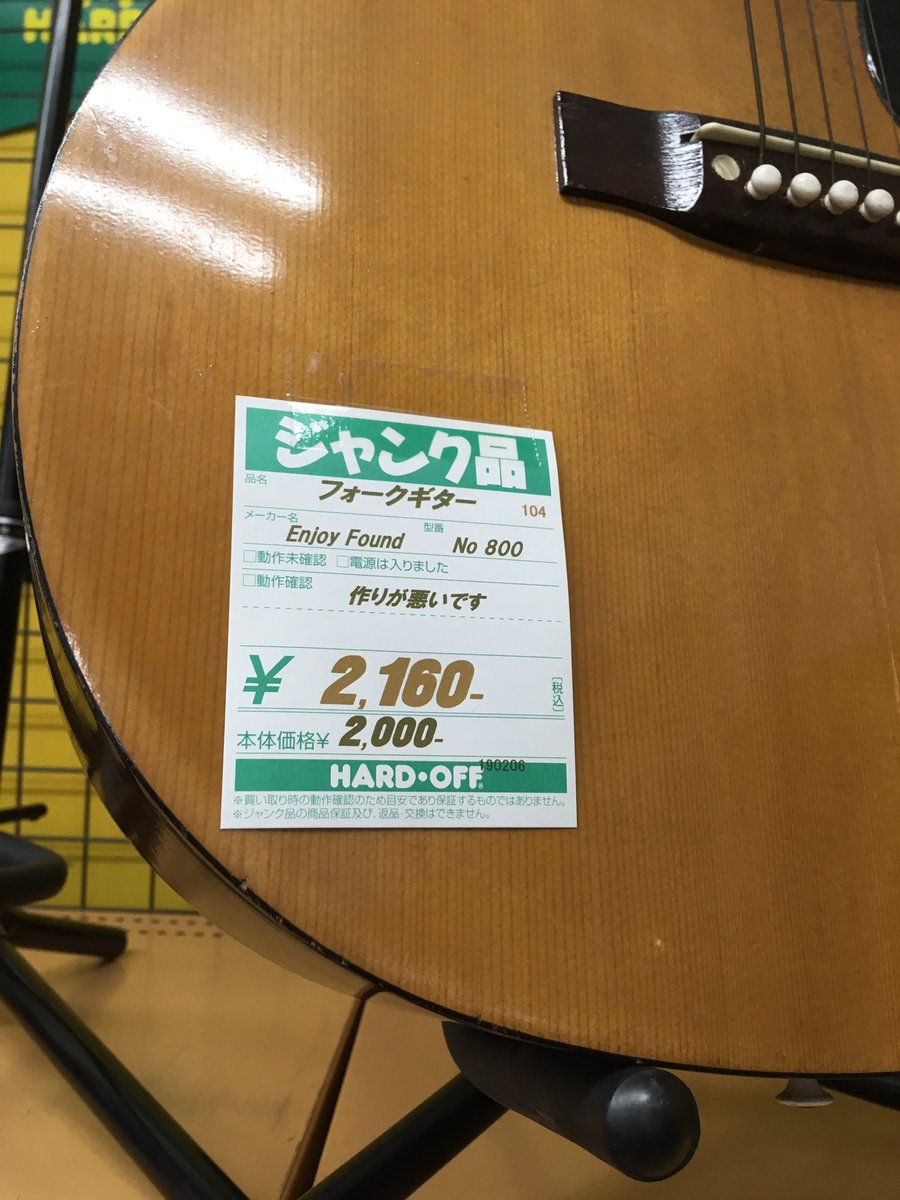 HARD
ジャンク品
品名
フォークギター
104
メーカー名 型番
Enjoy Found No 800
□動作未確認 □電源は入りました
□動作確認
作りが悪いです
¥ 2,160- 〔税込〕
本体価格¥ 2,000-
190206
HARD・OFF®
※買い取り時の動作確認のため目安であり保証するものではありません。
※ジャンク品の商品保証及び、返品・交換はできません。